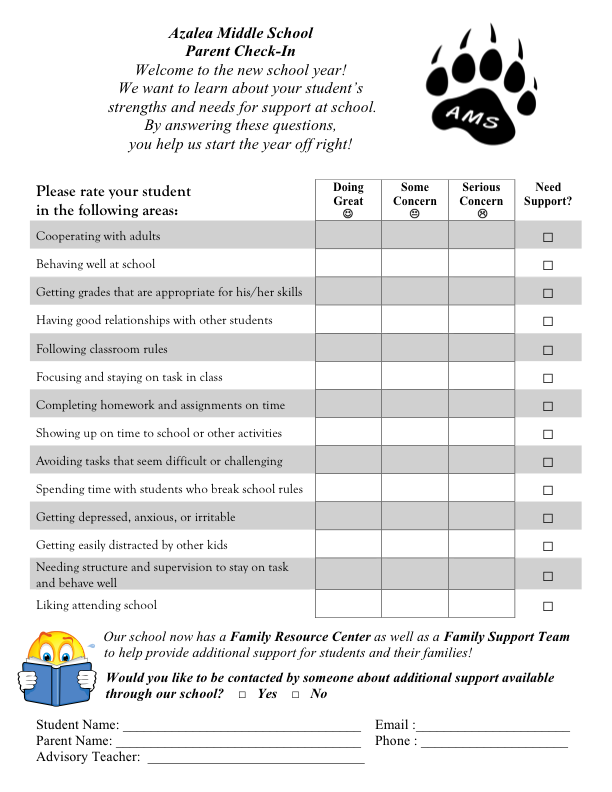 Azalea Middle School
Parent Check-In
Welcome to the new school year!
We want to learn about your student's
strengths and needs for support at school.
By answering these questions,
you help us start the year off right!
AMS
Please rate your student
in the following areas:
Doing
Great
☺
Some
Concern
😐
Serious
Concern
☹
Need
Support?
Cooperating with adults ☐
Behaving well at school ☐
Getting grades that are appropriate for his/her skills ☐
Having good relationships with other students ☐
Following classroom rules ☐
Focusing and staying on task in class ☐
Completing homework and assignments on time ☐
Showing up on time to school or other activities ☐
Avoiding tasks that seem difficult or challenging ☐
Spending time with students who break school rules ☐
Getting depressed, anxious, or irritable ☐
Getting easily distracted by other kids ☐
Needing structure and supervision to stay on task
and behave well ☐
Liking attending school ☐
Our school now has a Family Resource Center as well as a Family Support Team
to help provide additional support for students and their families!
Would you like to be contacted by someone about additional support available
through our school? ☐ Yes ☐ No
Student Name: ______ Email :______
Parent Name: ______ Phone : ______
Advisory Teacher: ______